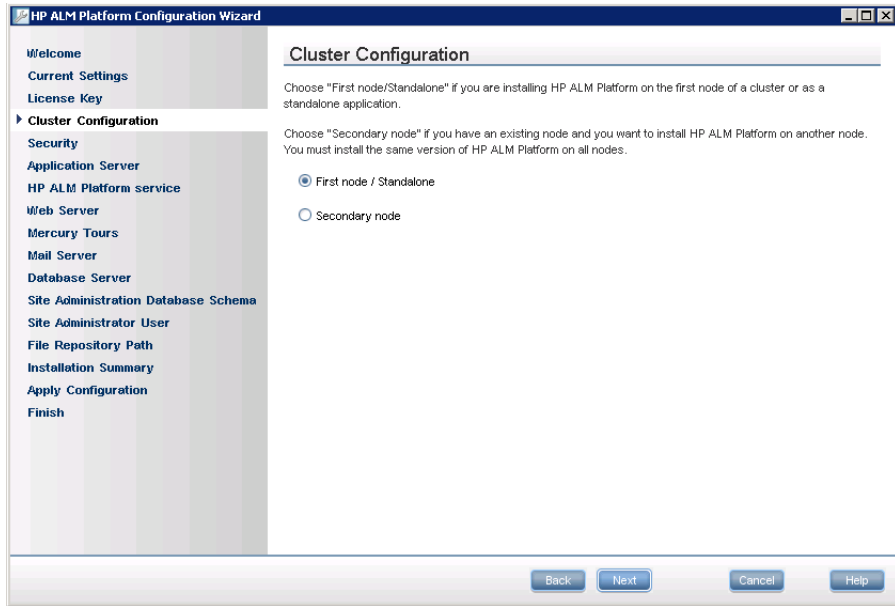 HP ALM Platform Configuration Wizard
Welcome
Current Settings
License Key
Cluster Configuration
Security
Application Server
HP ALM Platform service
Web Server
Mercury Tours
Mail Server
Database Server
Site Administration Database Schema
Site Administrator User
File Repository Path
Installation Summary
Apply Configuration
Finish
Cluster Configuration
Choose "First node/Standalone" if you are installing HP ALM Platform on the first node of a cluster or as a
standalone application.
Choose "Secondary node" if you have an existing node and you want to install HP ALM Platform on another node.
You must install the same version of HP ALM Platform on all nodes.
First node / Standalone
Secondary node
Back
Next
Cancel
Help